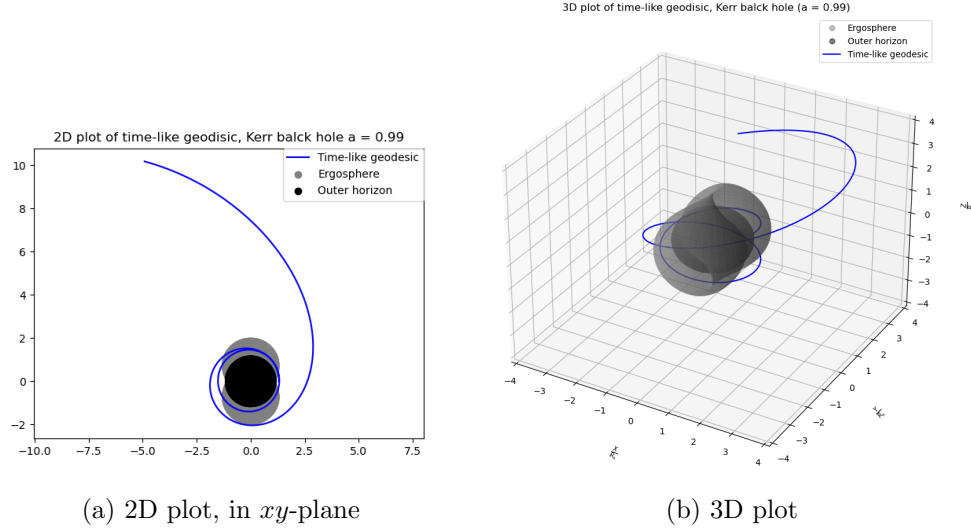 2D plot of time-like geodisic, Kerr balck hole a = 0.99
Time-like geodesic
Ergosphere
Outer horizon
10
8
6
4
2
0
−2
−10.0 −7.5 −5.0 −2.5 0.0 2.5 5.0 7.5
(a) 2D plot, in xy-plane
3D plot of time-like geodisic, Kerr balck hole (a = 0.99)
Ergosphere
Outer horizon
Time-like geodesic
4
3
2
1
0
−1
−2
−3
−4
−4 −3 −2 −1 0 1 2 3 4
−4 −3 −2 −1 0 1 2 3 4
(b) 3D plot